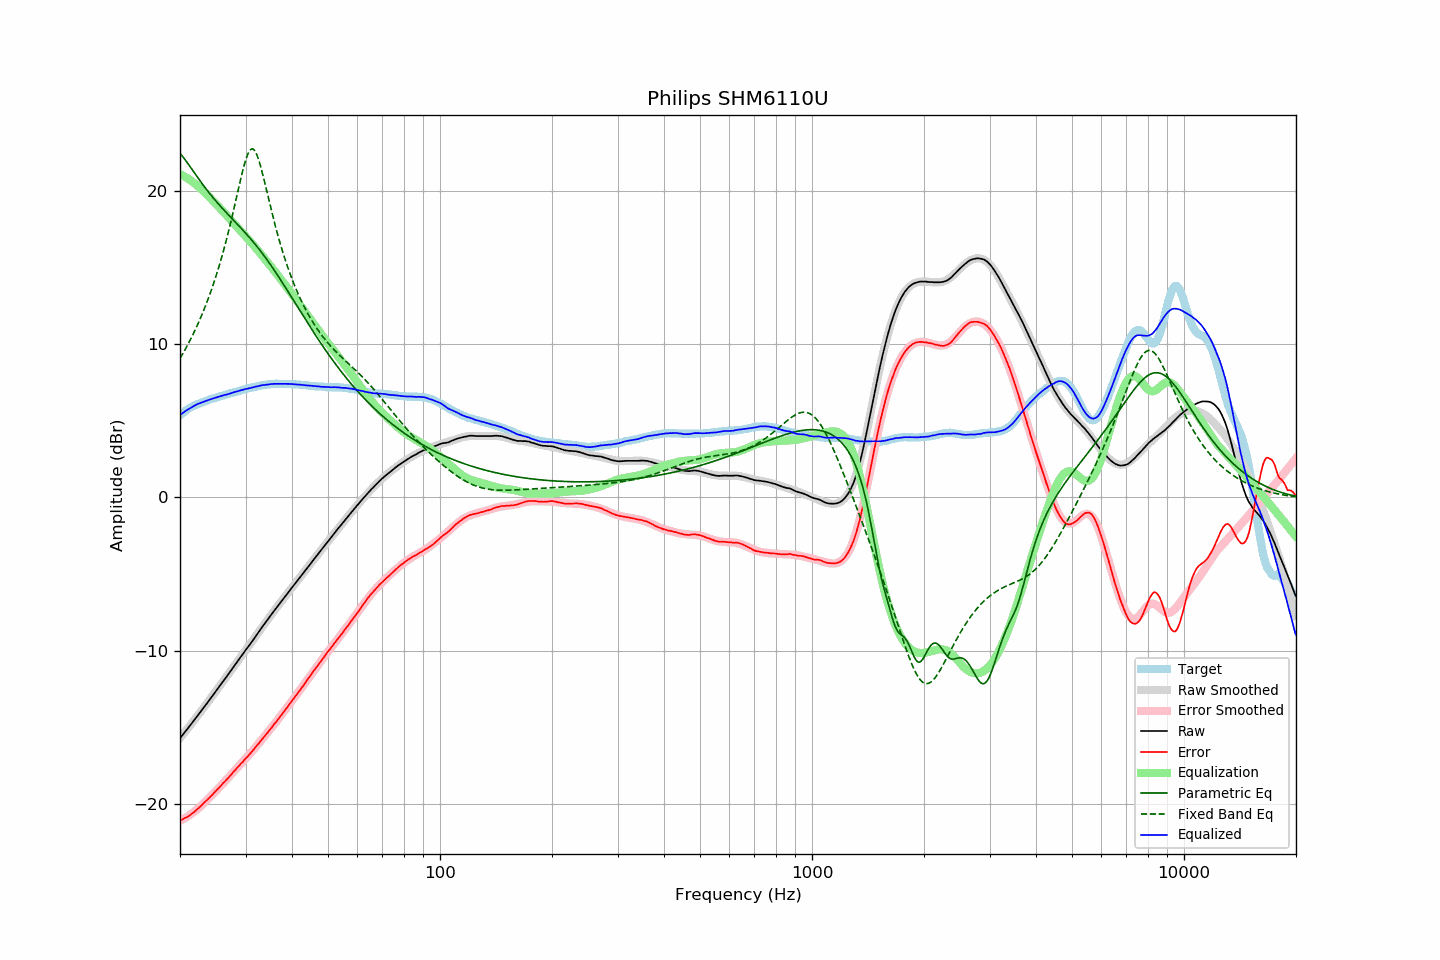 Philips SHM6110U
Amplitude (dBr)
20
10
0
−10
−20
100
1000
10000
Frequency (Hz)
Target
Raw Smoothed
Error Smoothed
Raw
Error
Equalization
Parametric Eq
Fixed Band Eq
Equalized